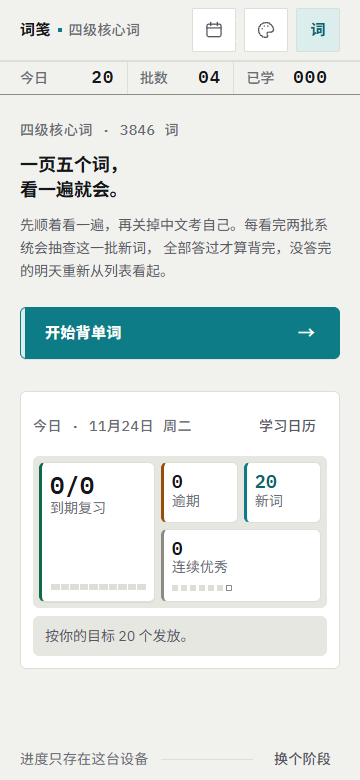 词笺 四级核心词 词
今日 20 批数 04 已学 000
四级核心词 · 3846 词
一页五个词，
看一遍就会。
先顺着看一遍，再关掉中文考自己。每看完两批系
统会抽查这一批新词， 全部答过才算背完，没答完
的明天重新从列表看起。
开始背单词 →
今日 · 11月24日 周二 学习日历
0/0
到期复习
0
逾期
20
新词
0
连续优秀
按你的目标 20 个发放。
进度只存在这台设备 换个阶段